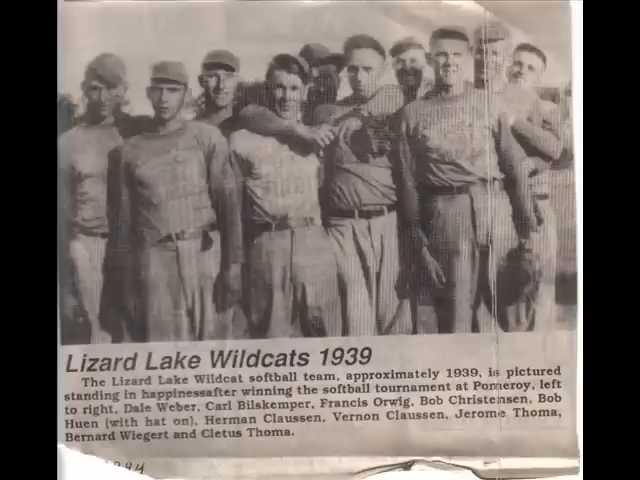 Lizard Lake Wildcats 1939
The Lizard Lake Wildcat softball team, approximately 1939, is pictured
standing in happinessafter winning the softball tournament at Pomeroy, left
to right, Dale Weber, Carl Bilskemper, Francis Orwig, Bob Christensen, Bob
Huen (with hat on), Herman Claussen, Vernon Claussen, Jerome Thoma,
Bernard Wiegert and Cletus Thoma.